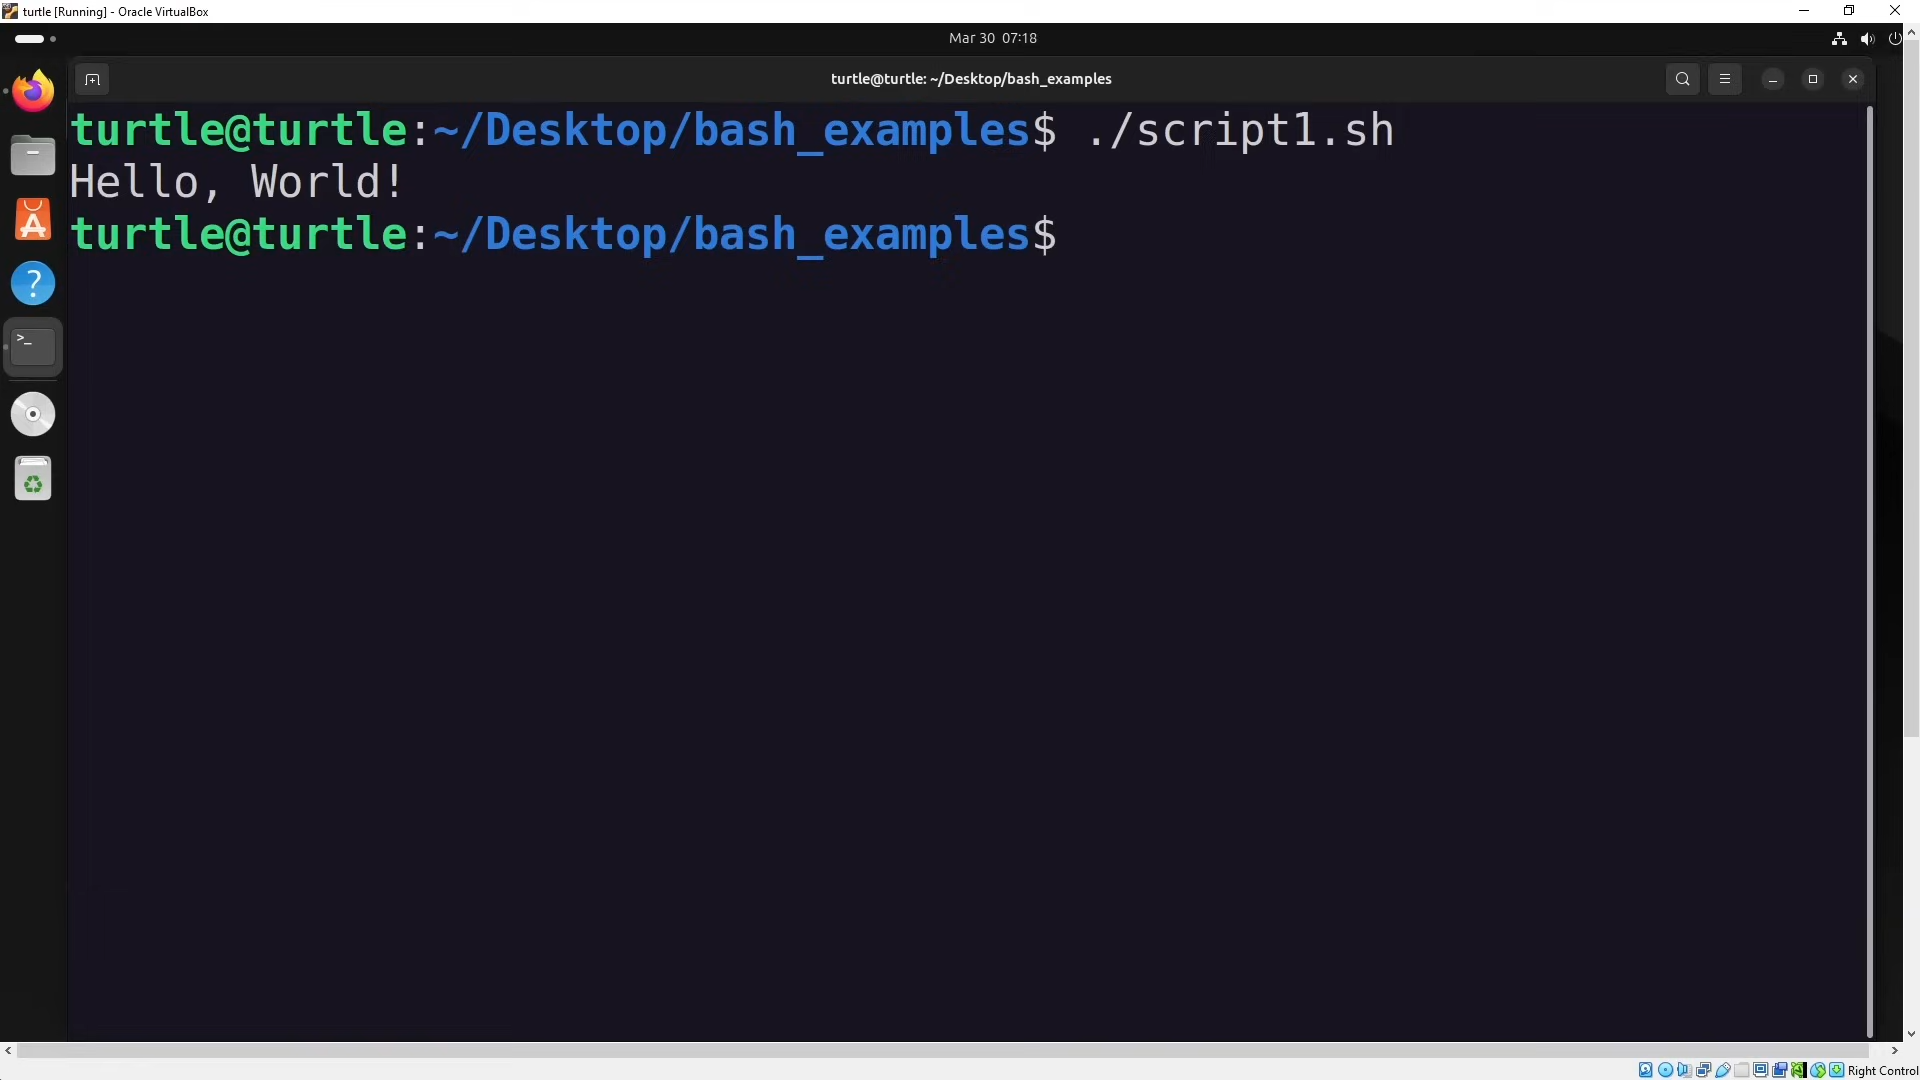 turtle [Running] - Oracle VirtualBox
Mar 30 07:18
turtle@turtle: ~/Desktop/bash_examples
turtle@turtle:~/Desktop/bash_examples$ ./script1.sh
Hello, World!
turtle@turtle:~/Desktop/bash_examples$
Right Control